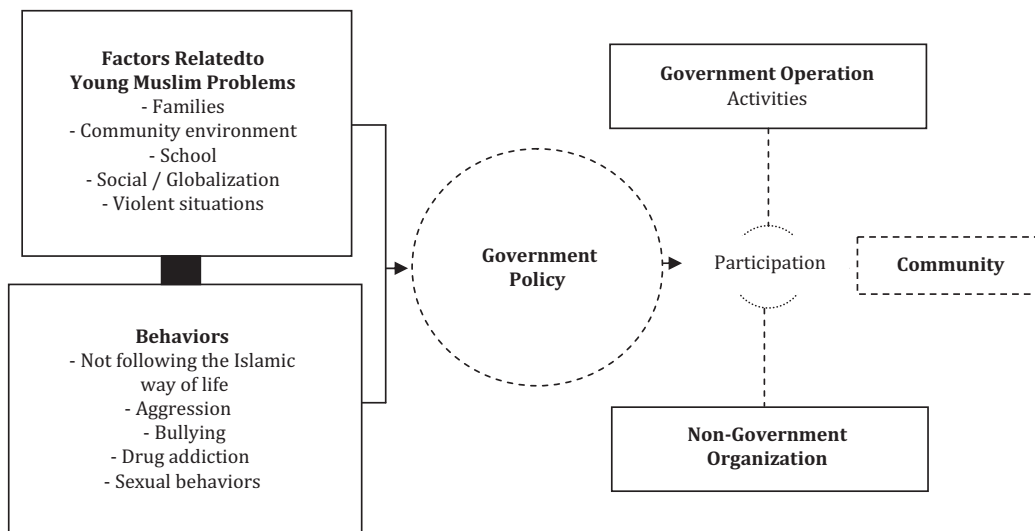 Factors Relatedto
Young Muslim Problems
- Families
- Community environment
- School
- Social / Globalization
- Violent situations
Behaviors
- Not following the Islamic
way of life
- Aggression
- Bullying
- Drug addiction
- Sexual behaviors
Government
Policy
Government Operation
Activities
Participation
Community
Non-Government
Organization